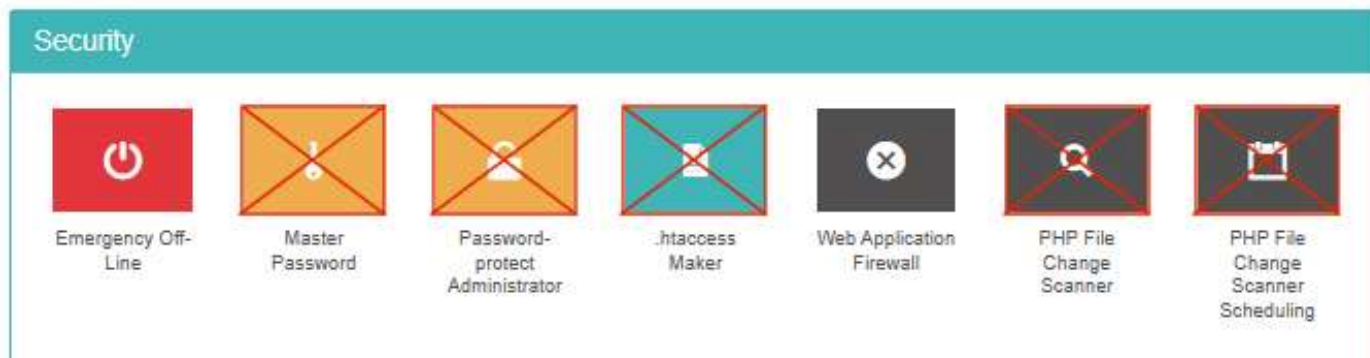 Security
Emergency Off-
Line
Master
Password
Password-
protect
Administrator
.htaccess
Maker
Web Application
Firewall
PHP File
Change
Scanner
PHP File
Change
Scanner
Scheduling